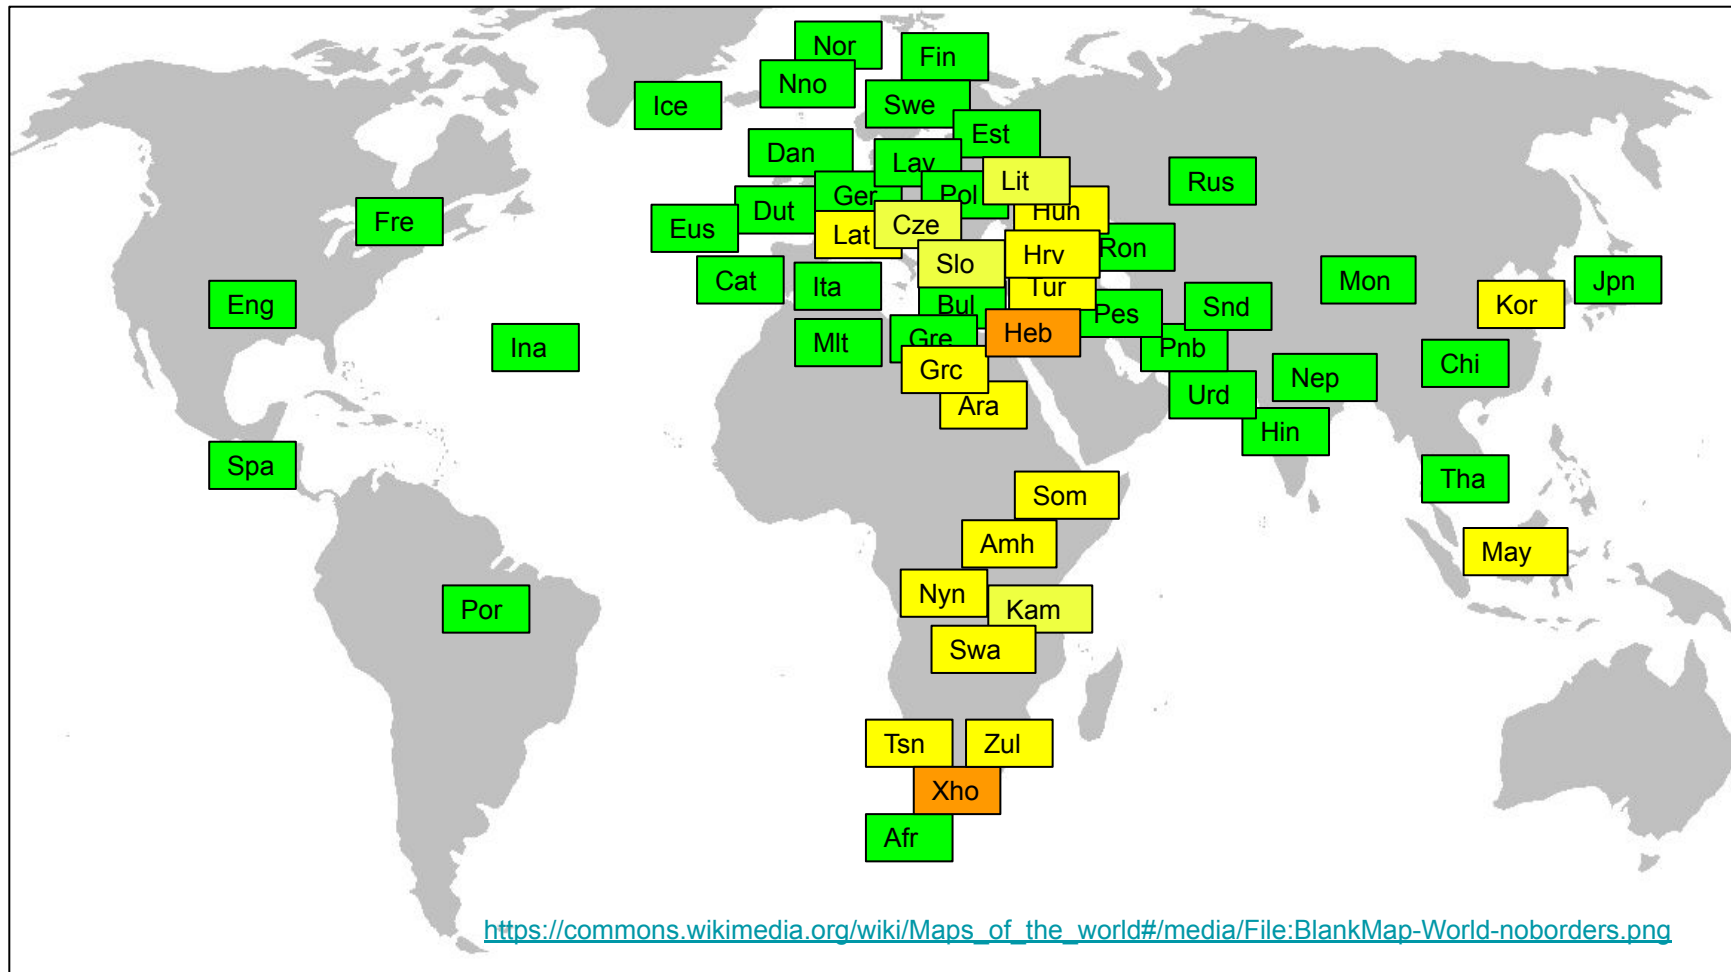 Nor
Fin
Nno
Ice
Swe
Est
Dan
Lav
Lit
Rus
Ger
Pol
Dut
Hun
Fre
Eus
Lat
Cze
Ron
Hrv
Slo
Cat
Ita
Tur
Mon
Jpn
Eng
Bul
Pes
Snd
Kor
Ina
Mlt
Gre
Heb
Pnb
Chi
Grc
Nep
Urd
Ara
Hin
Spa
Tha
Som
Amh
May
Nyn
Kam
Por
Swa
Tsn
Zul
Xho
Afr
https://commons.wikimedia.org/wiki/Maps_of_the_world#/media/File:BlankMap-World-noborders.png